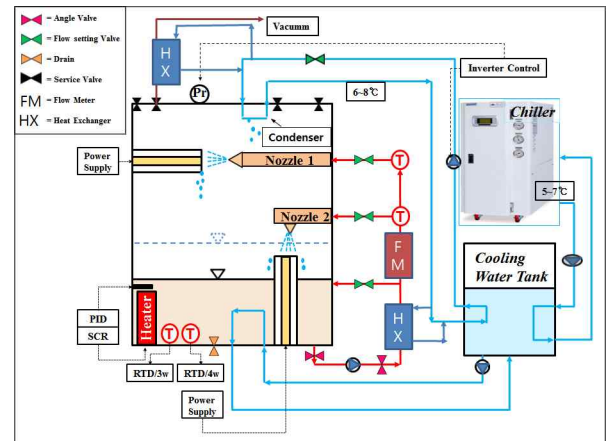 = Angle Valve
= Flow setting Valve
= Drain
= Service Valve
FM = Flow Meter
HX = Heat Exchanger
Vacumm
HX
Pr
Inverter Control
6~8℃
Condenser
Chiller
Power
Supply
Nozzle 1
T
5~7℃
Nozzle 2
T
FM
Cooling
Water Tank
PID
SCR
Heater
T
T
HX
RTD/3w
RTD/4w
Power
Supply